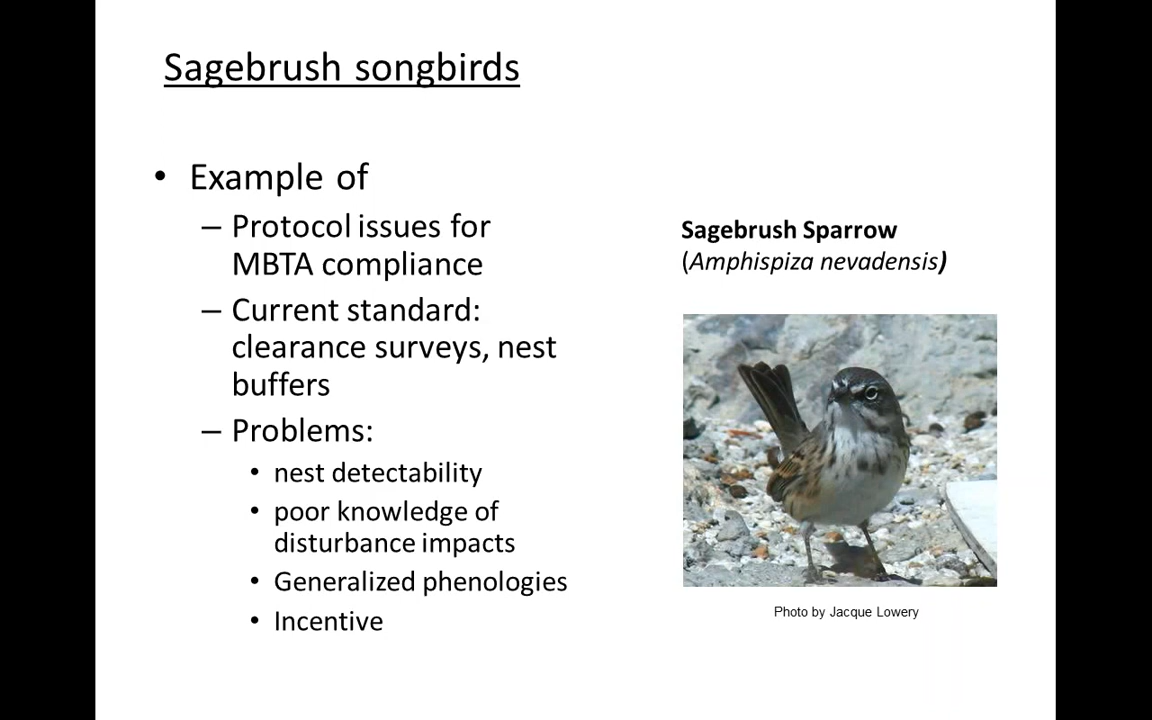 Sagebrush songbirds
• Example of
– Protocol issues for
MBTA compliance
– Current standard:
clearance surveys, nest
buffers
– Problems:
• nest detectability
• poor knowledge of
disturbance impacts
• Generalized phenologies
• Incentive
Sagebrush Sparrow
(Amphispiza nevadensis)
Photo by Jacque Lowery